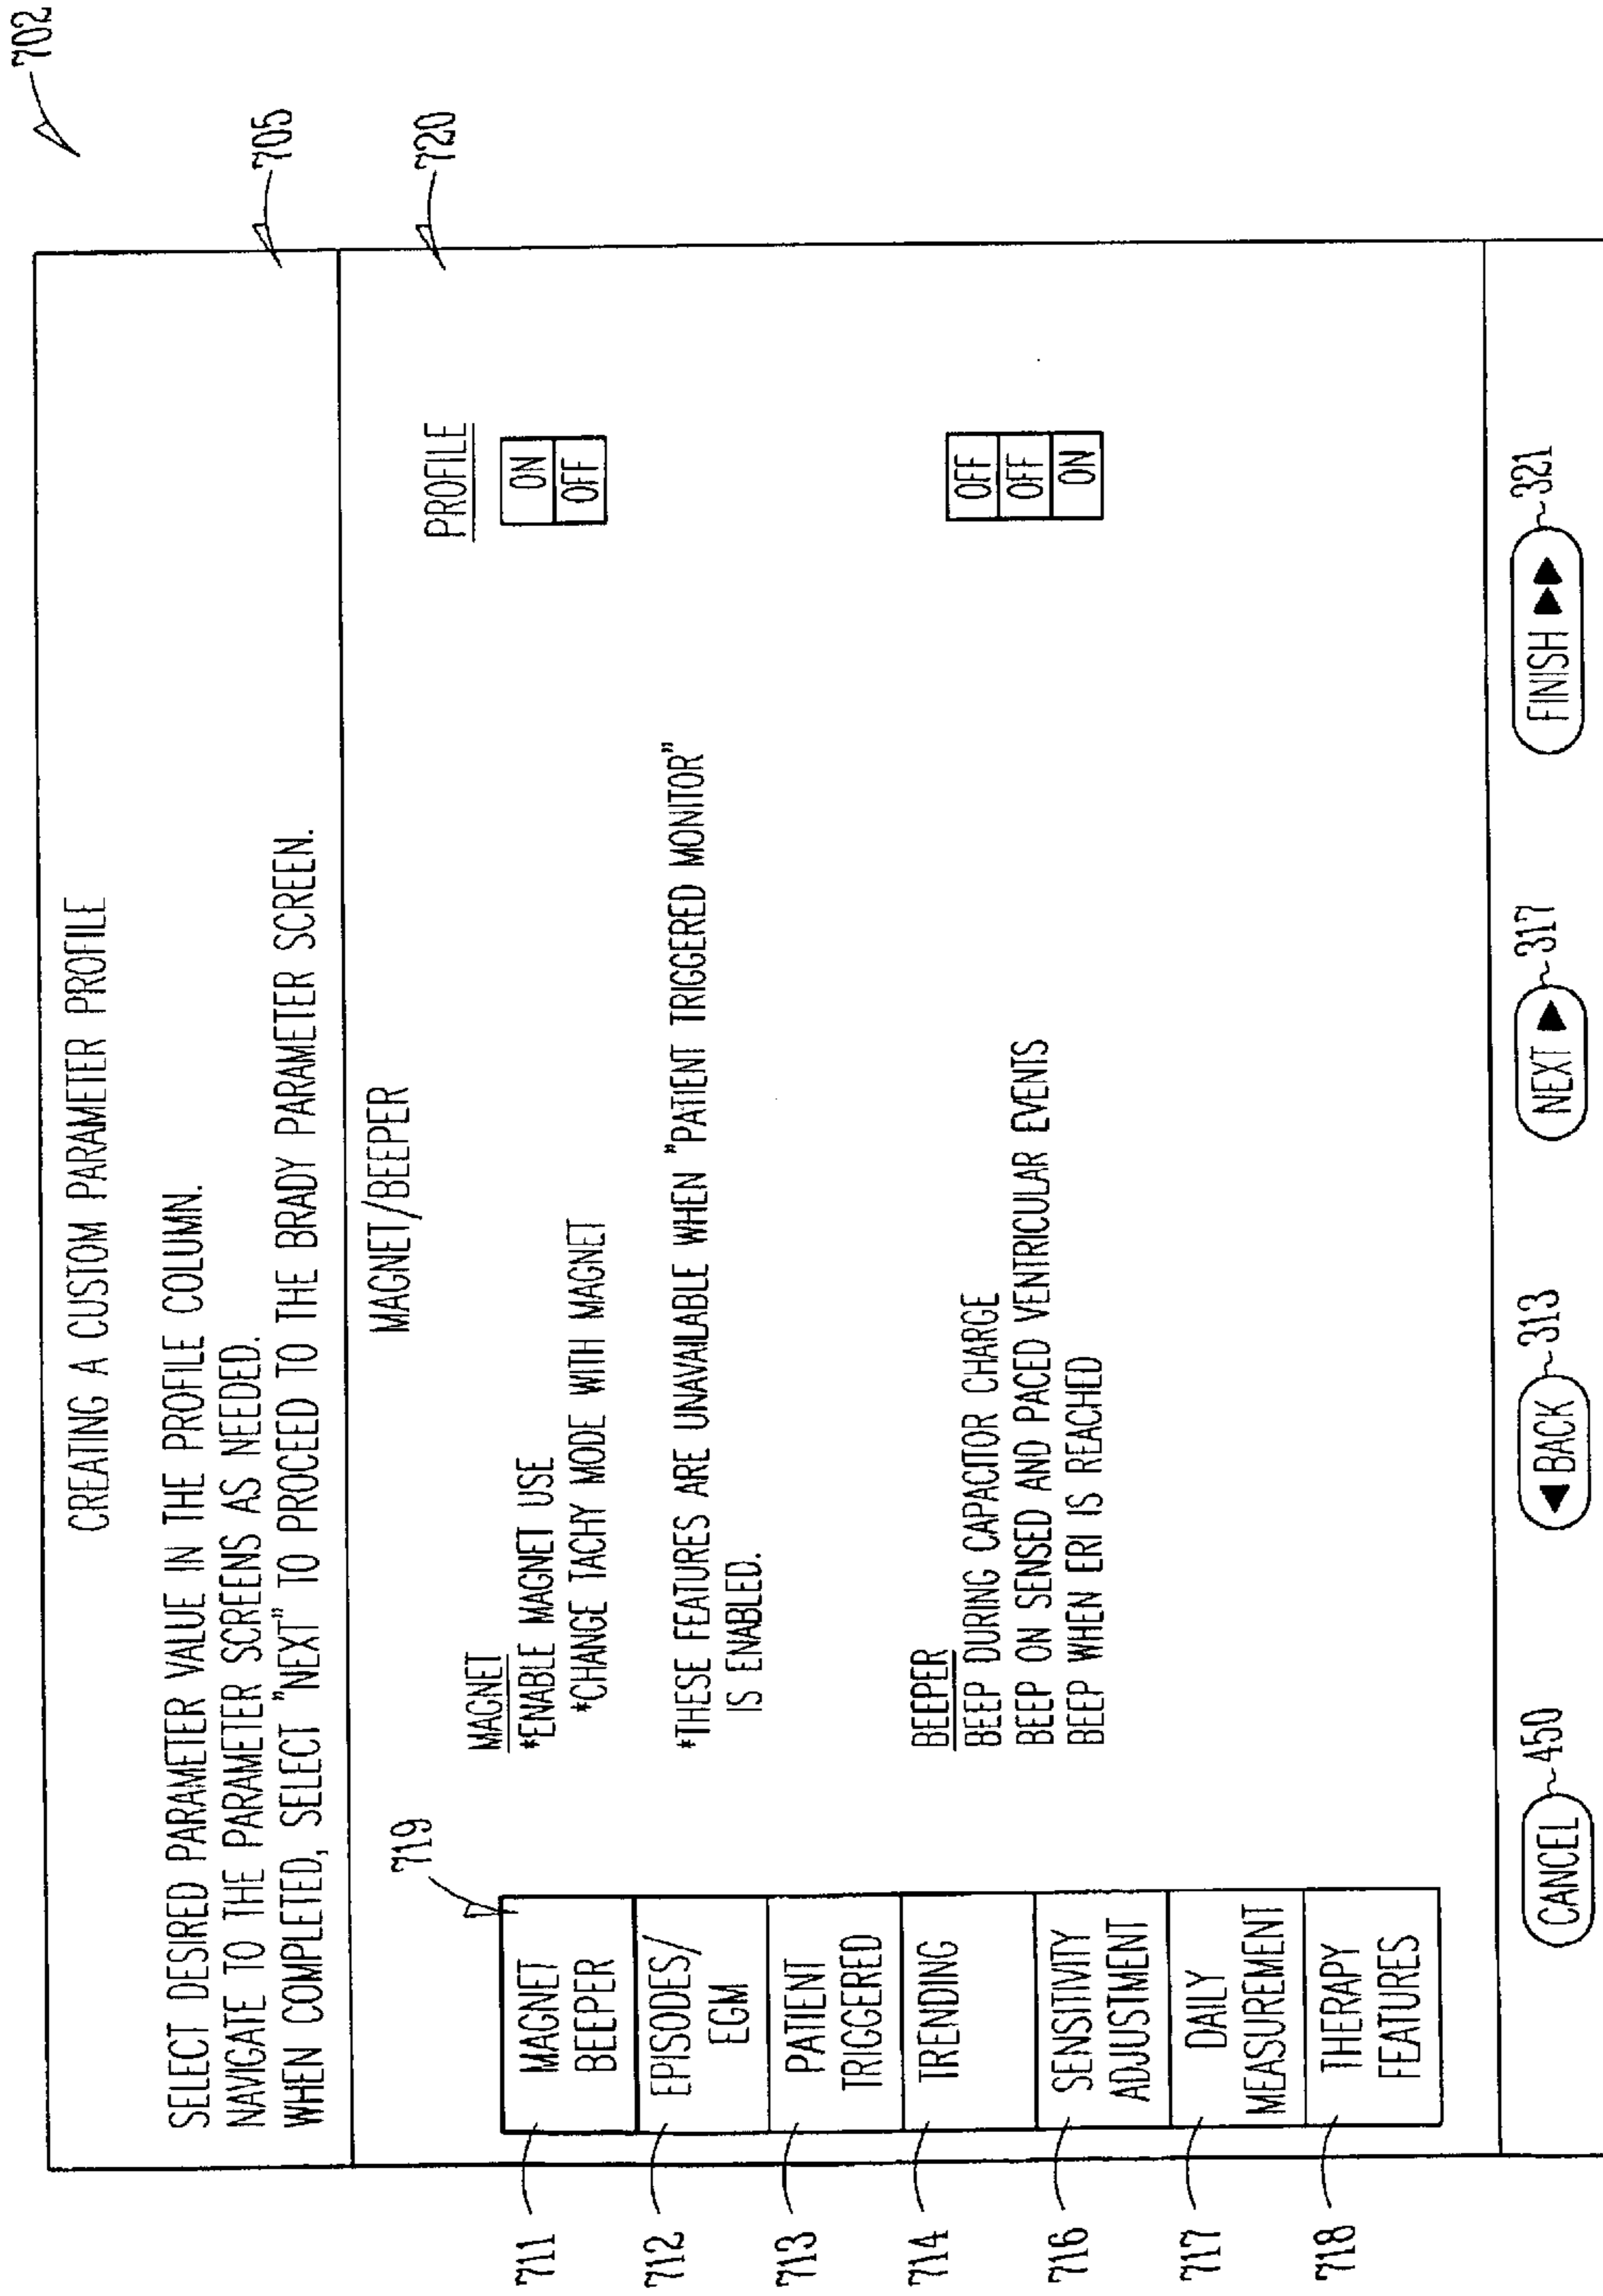 702
CREATING A CUSTOM PARAMETER PROFILE
SELECT DESIRED PARAMETER VALUE IN THE PROFILE COLUMN.
NAVIGATE TO THE PARAMETER SCREENS AS NEEDED.
WHEN COMPLETED, SELECT "NEXT" TO PROCEED TO THE BRADY PARAMETER SCREEN.
705
MAGNET/BEEPER
720
719
PROFILE
MAGNET
*ENABLE MAGNET USE ON
*CHANGE TACHY MODE WITH MAGNET OFF
*THESE FEATURES ARE UNAVAILABLE WHEN "PATIENT TRIGGERED MONITOR"
IS ENABLED.
BEEPER
BEEP DURING CAPACITOR CHARGE OFF
BEEP ON SENSED AND PACED VENTRICULAR EVENTS OFF
BEEP WHEN ERI IS REACHED ON
711
MAGNET
BEEPER
712
EPISODES/
EGM
713
PATIENT
TRIGGERED
714
TRENDING
716
SENSITIVITY
ADJUSTMENT
717
DAILY
MEASUREMENT
718
THERAPY
FEATURES
CANCEL 450
◀ BACK 313
NEXT ▶ 317
FINISH ▶▶ 321